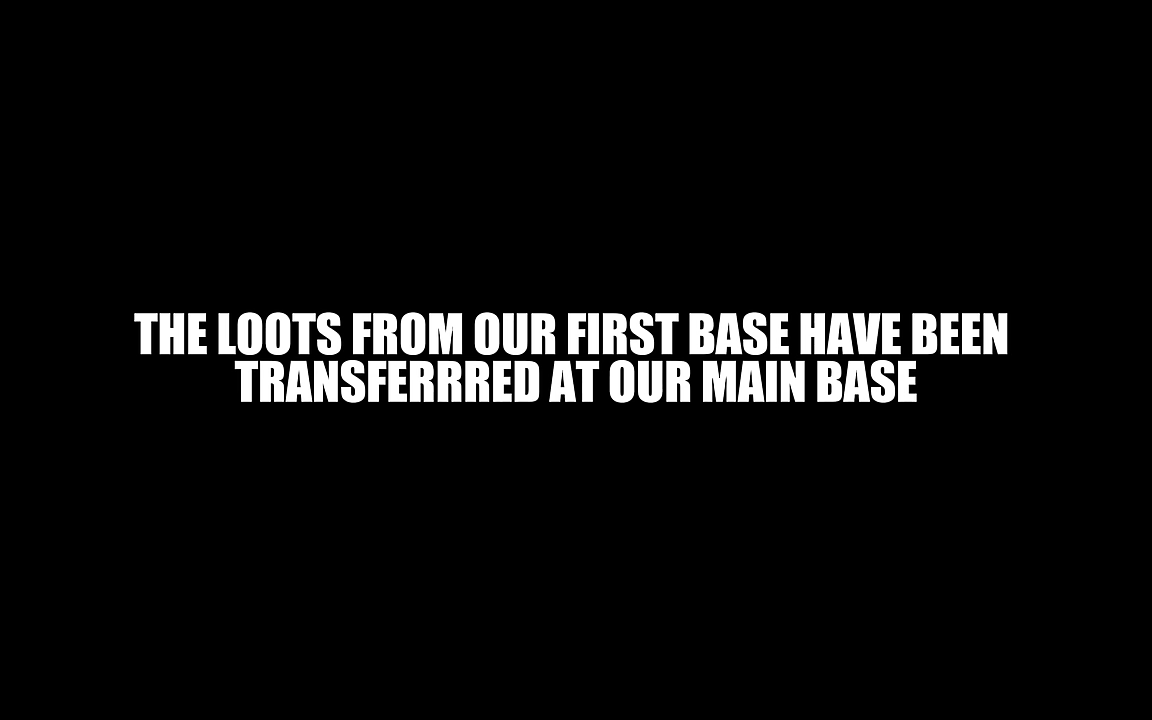 THE LOOTS FROM OUR FIRST BASE HAVE BEEN
TRANSFERRRED AT OUR MAIN BASE